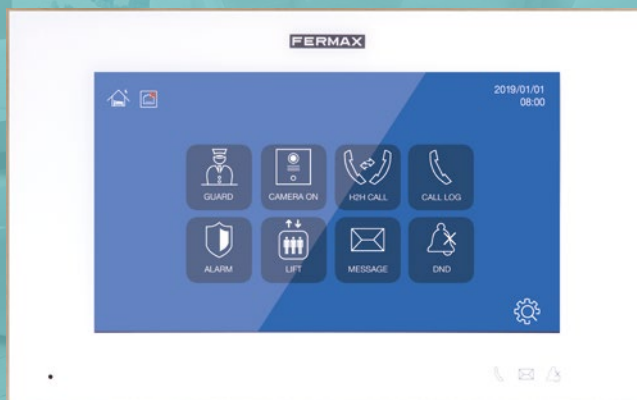 FERMAX
2019/01/01
08:00
GUARD
CAMERA ON
H2H CALL
CALL LOG
ALARM
LIFT
MESSAGE
DND